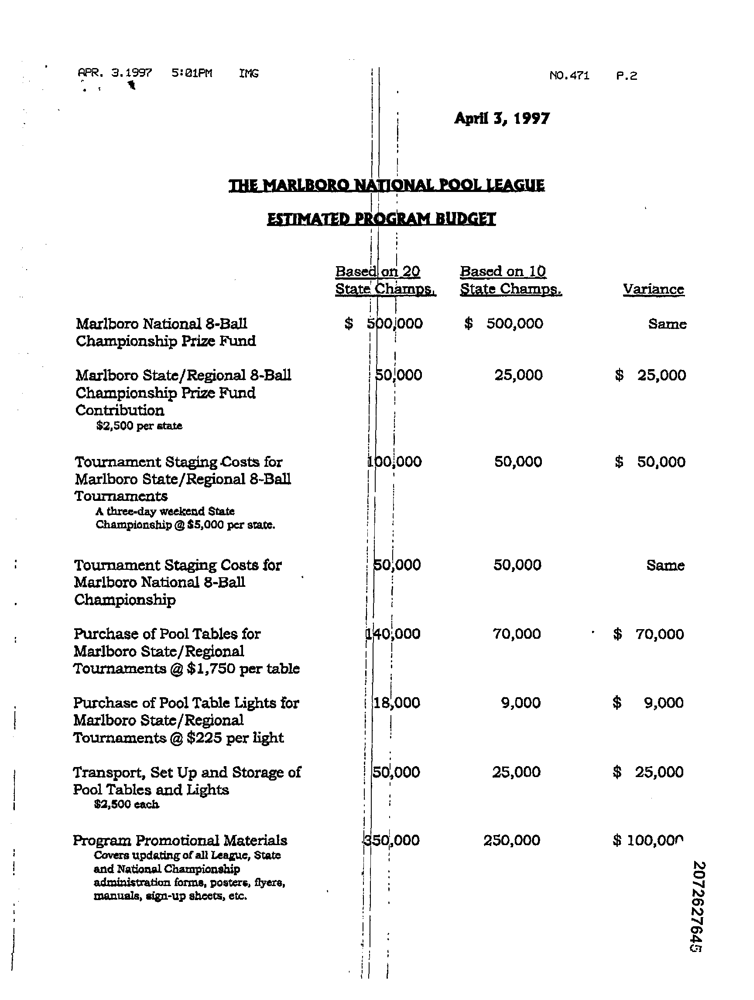 APR. 3.1997 5:01PM IMG NO.471 P.2
April 3, 1997
THE MARLBORO NATIONAL POOL LEAGUE
ESTIMATED PROGRAM BUDGET
Based on 20 Based on 10
State Champs. State Champs. Variance
Marlboro National 8-Ball $ 500,000 $ 500,000 Same
Championship Prize Fund
Marlboro State/Regional 8-Ball 50,000 25,000 $ 25,000
Championship Prize Fund
Contribution
$2,500 per state
Tournament Staging Costs for 100,000 50,000 $ 50,000
Marlboro State/Regional 8-Ball
Tournaments
A three-day weekend State
Championship @ $5,000 per state.
Tournament Staging Costs for 50,000 50,000 Same
Marlboro National 8-Ball
Championship
Purchase of Pool Tables for 140,000 70,000 $ 70,000
Marlboro State/Regional
Tournaments @ $1,750 per table
Purchase of Pool Table Lights for 18,000 9,000 $ 9,000
Marlboro State/Regional
Tournaments @ $225 per light
Transport, Set Up and Storage of 50,000 25,000 $ 25,000
Pool Tables and Lights
$2,500 each
Program Promotional Materials 350,000 250,000 $ 100,000
Covers updating of all League, State
and National Championship
administration forms, posters, flyers,
manuals, sign-up sheets, etc.
2072627645